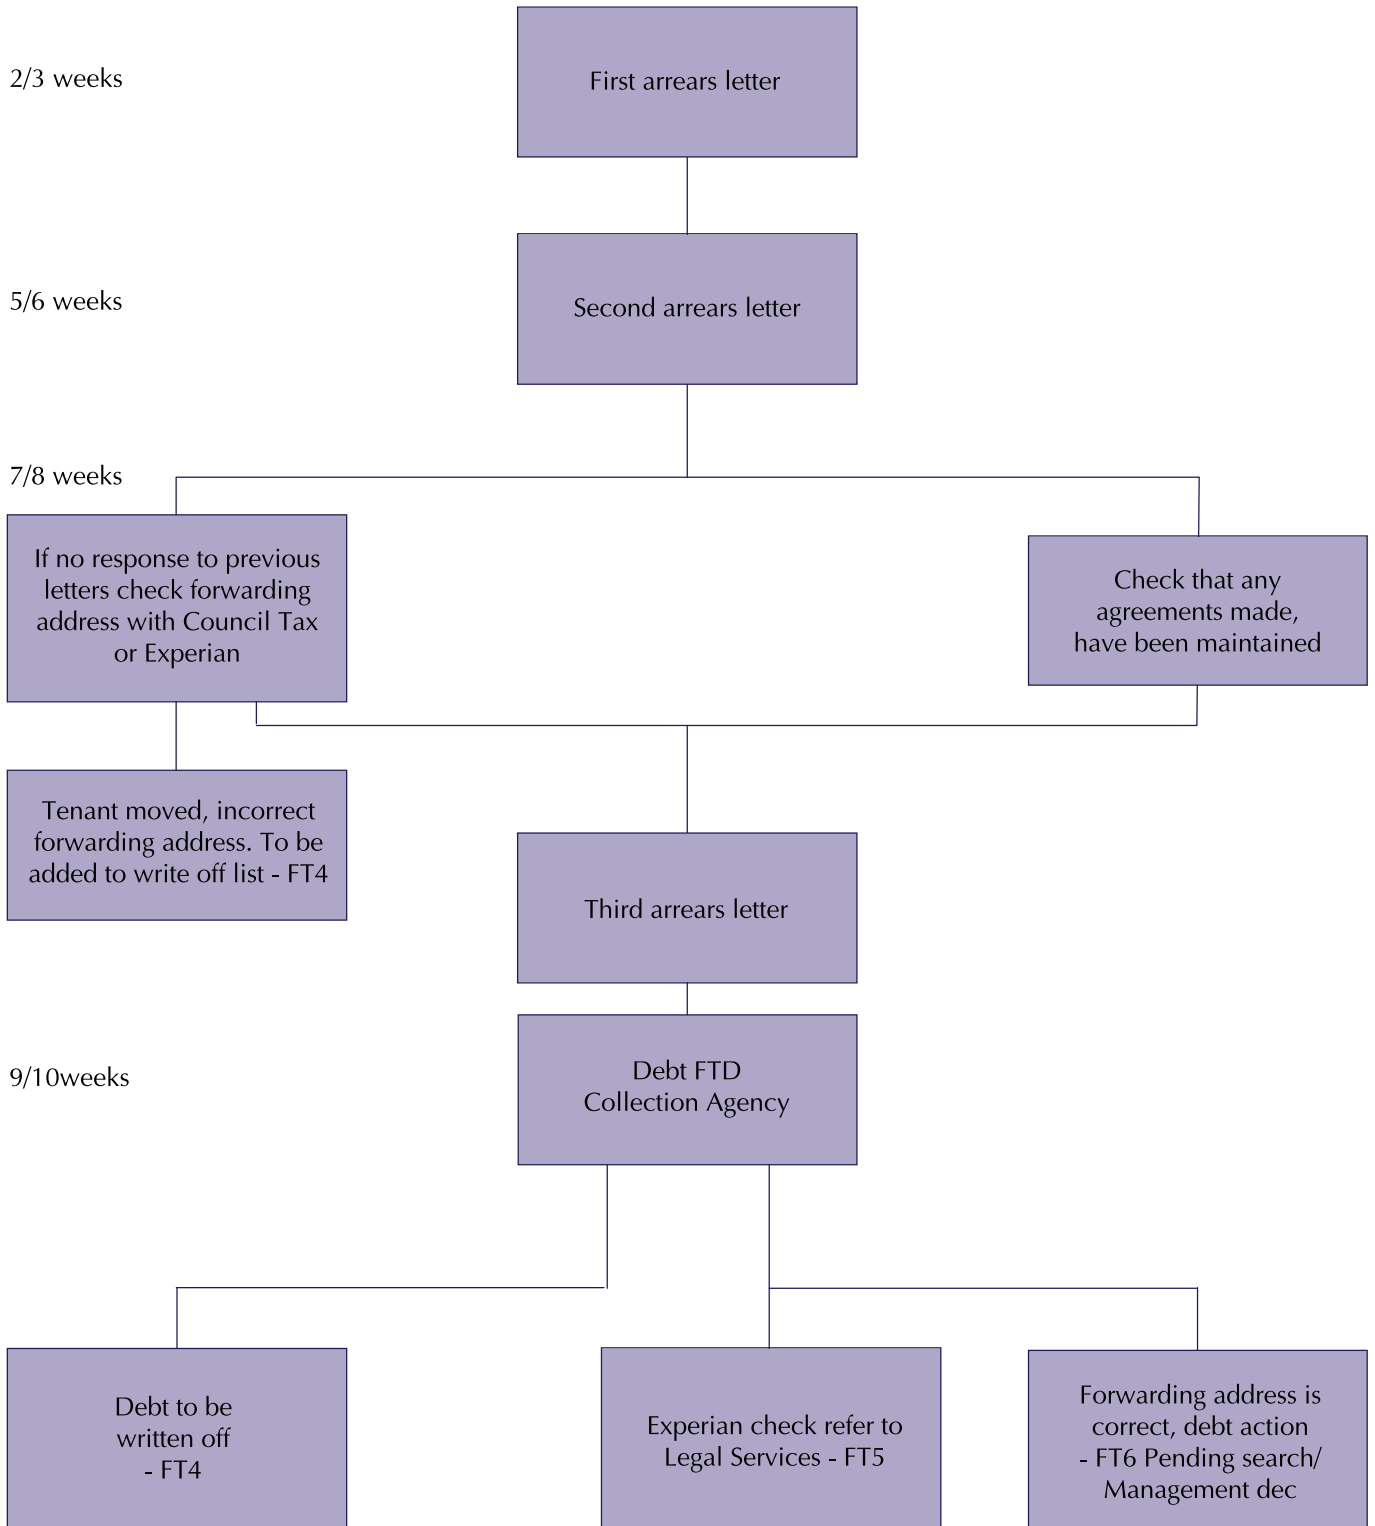 2/3 weeks
First arrears letter
5/6 weeks
Second arrears letter
7/8 weeks
If no response to previous
letters check forwarding
address with Council Tax
or Experian
Check that any
agreements made,
have been maintained
Tenant moved, incorrect
forwarding address. To be
added to write off list - FT4
Third arrears letter
9/10weeks
Debt FTD
Collection Agency
Debt to be
written off
- FT4
Experian check refer to
Legal Services - FT5
Forwarding address is
correct, debt action
- FT6 Pending search/
Management dec